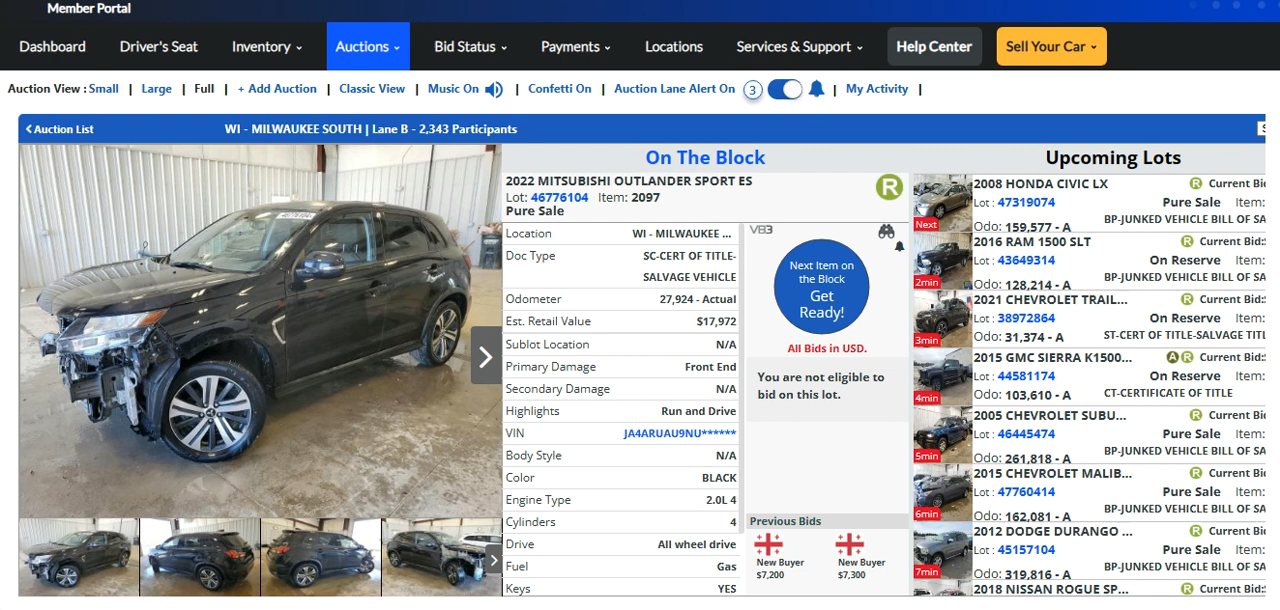 Member Portal
Dashboard Driver's Seat Inventory Auctions Bid Status Payments Locations Services & Support Help Center Sell Your Car
Auction View : Small | Large | Full | + Add Auction | Classic View | Music On | Confetti On | Auction Lane Alert On 3 | My Activity |
Auction List WI - MILWAUKEE SOUTH | Lane B - 2,343 Participants
On The Block
2022 MITSUBISHI OUTLANDER SPORT ES
Lot: 46776104 Item: 2097
Pure Sale
R
Location WI - MILWAUKEE ...
Doc Type SC-CERT OF TITLE-
SALVAGE VEHICLE
Odometer 27,924 - Actual
Est. Retail Value $17,972
Sublot Location N/A
Primary Damage Front End
Secondary Damage N/A
Highlights Run and Drive
VIN JA4ARUAU9NU******
Body Style N/A
Color BLACK
Engine Type 2.0L 4
Cylinders 4
Drive All wheel drive
Fuel Gas
Keys YES
VB3
Next Item on
the Block
Get
Ready!
All Bids in USD.
You are not eligible to
bid on this lot.
Previous Bids
New Buyer
$7,200
New Buyer
$7,300
Upcoming Lots
2008 HONDA CIVIC LX R Current Bid
Lot : 47319074 Pure Sale Item:
BP-JUNKED VEHICLE BILL OF SA
Next
Odo: 159,577 - A
2016 RAM 1500 SLT R Current Bid:
Lot : 43649314 On Reserve Item:
BP-JUNKED VEHICLE BILL OF SA
2min
Odo: 128,214 - A
2021 CHEVROLET TRAIL... R Current Bid:
Lot : 38972864 On Reserve Item:
3min
Odo: 31,374 - A ST-CERT OF TITLE-SALVAGE TITL
2015 GMC SIERRA K1500... A R Current Bid:
Lot : 44581174 On Reserve Item:
4min
Odo: 103,610 - A CT-CERTIFICATE OF TITLE
2005 CHEVROLET SUBU... R Current Bid
Lot : 46445474 Pure Sale Item:
BP-JUNKED VEHICLE BILL OF SA
5min
Odo: 261,818 - A
2015 CHEVROLET MALIB... R Current Bid
Lot : 47760414 Pure Sale Item:
BP-JUNKED VEHICLE BILL OF SA
6min
Odo: 162,081 - A
2012 DODGE DURANGO ... R Current Bid
Lot : 45157104 Pure Sale Item:
BP-JUNKED VEHICLE BILL OF SA
7min
Odo: 319,816 - A
2018 NISSAN ROGUE SP... R Current Bid: